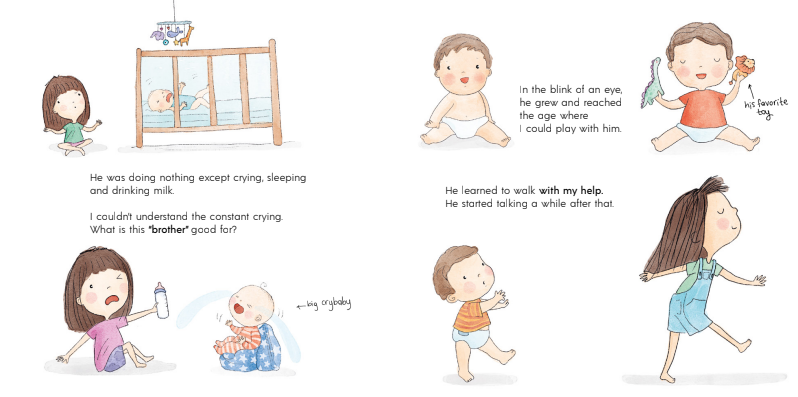 He was doing nothing except crying, sleeping
and drinking milk.
I couldn't understand the constant crying.
What is this "brother" good for?
big crybaby
In the blink of an eye,
he grew and reached
the age where
I could play with him.
his favorite
toy
He learned to walk with my help.
He started talking a while after that.